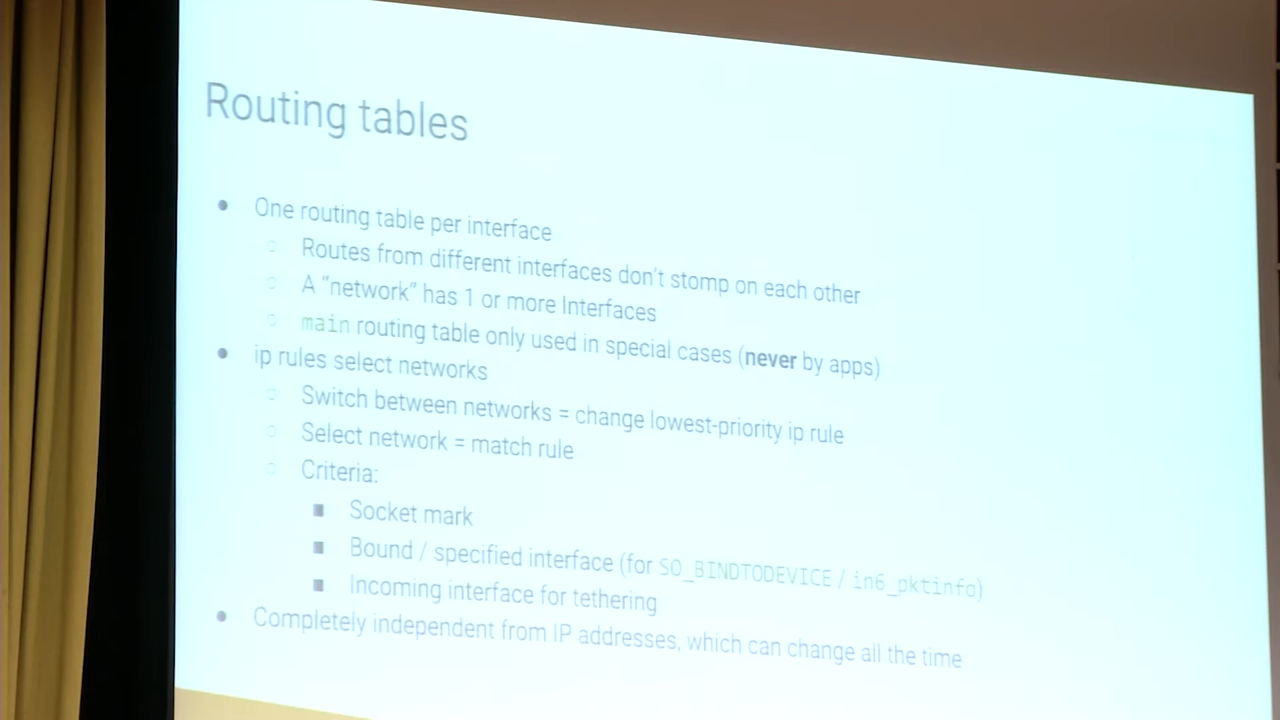 Routing tables
One routing table per interface
Routes from different interfaces don't stomp on each other
A "network" has 1 or more Interfaces
main routing table only used in special cases (never by apps)
ip rules select networks
Switch between networks = change lowest-priority ip rule
Select network = match rule
Criteria:
Socket mark
Bound / specified interface (for SO_BINDTODEVICE / in6_pktinfo)
Incoming interface for tethering
Completely independent from IP addresses, which can change all the time